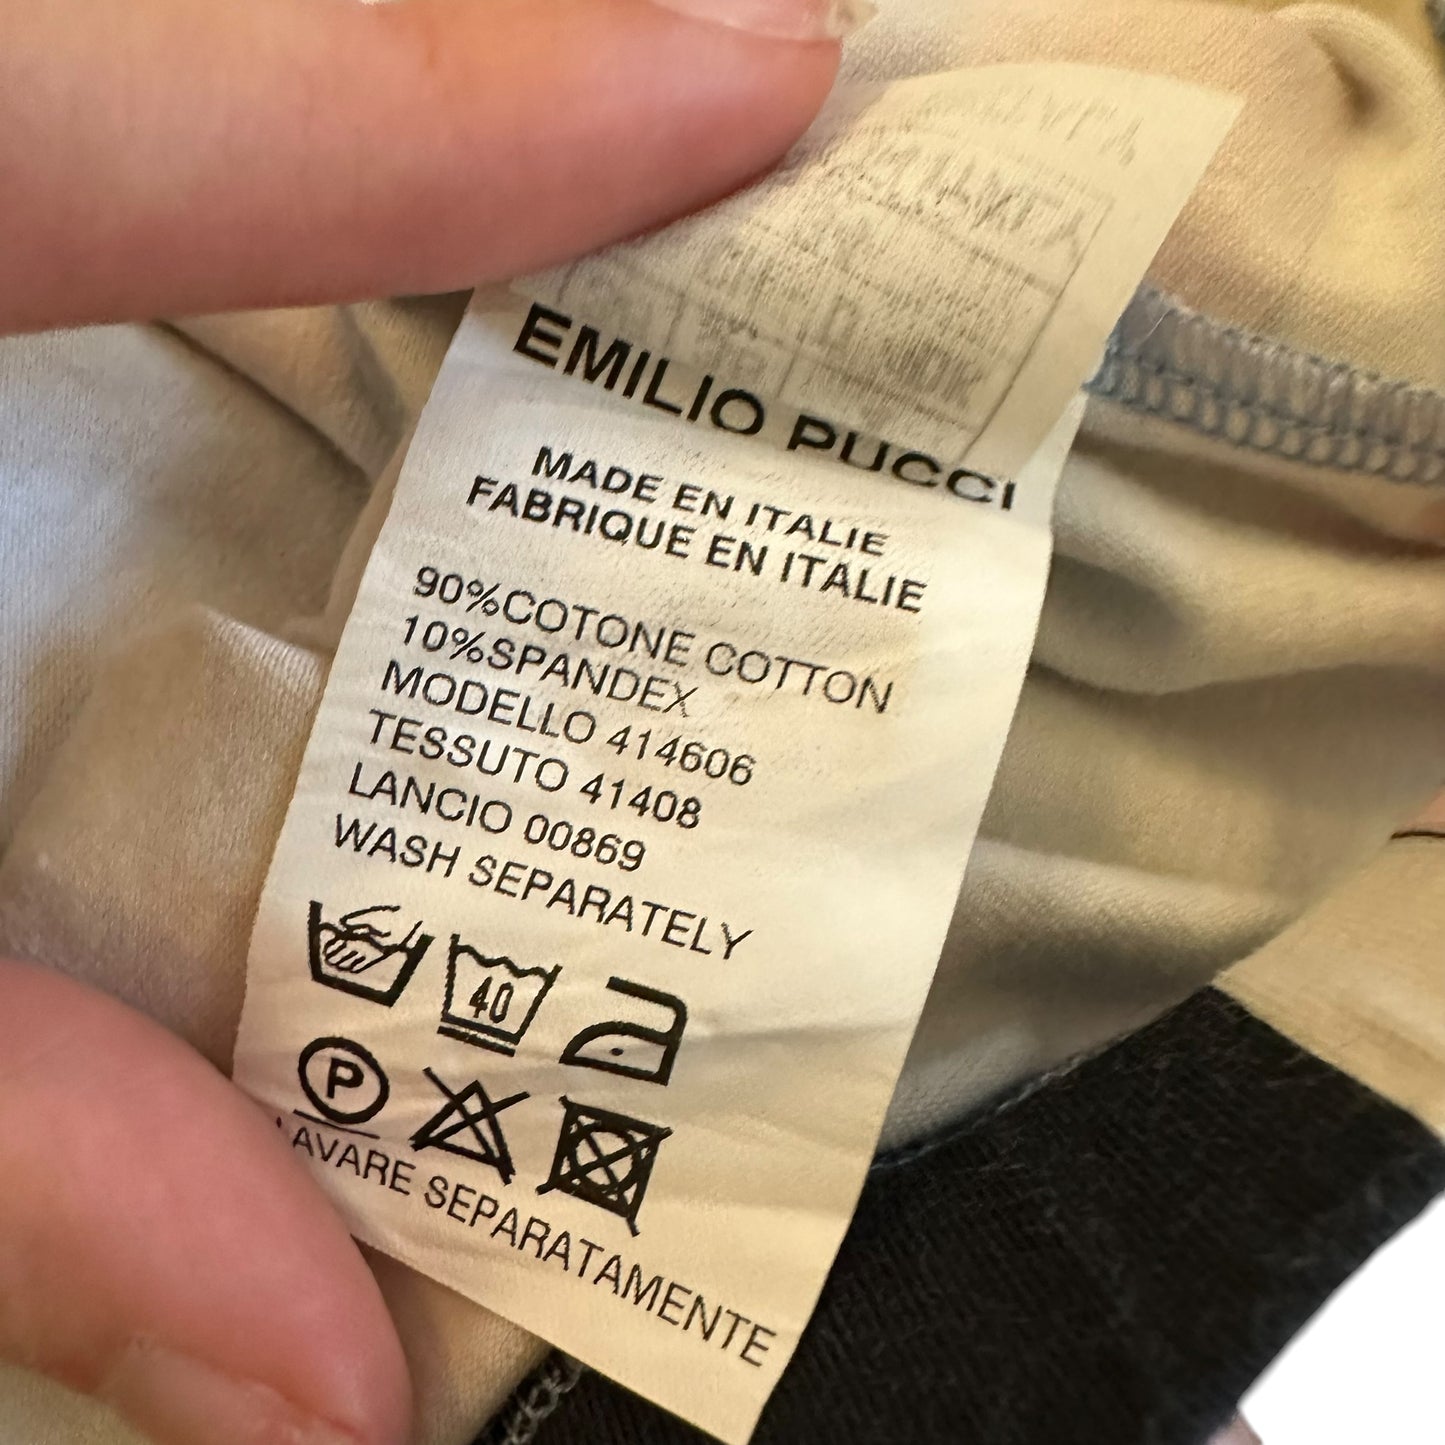 EMILIO PUCCI
MADE EN ITALIE
FABRIQUE EN ITALIE
90%COTONE COTTON
10%SPANDEX
MODELLO 414606
TESSUTO 41408
LANCIO 00869
WASH SEPARATELY
40
P
LAVARE SEPARATAMENTE